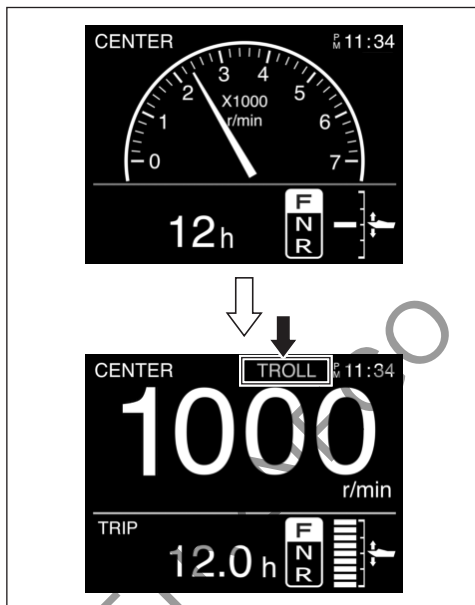 CENTER PM 11:34
0 1 2 3 4 5 6 7
X1000
r/min
12h
F
N
R
CENTER TROLL PM 11:34
1000
r/min
TRIP
12.0 h
F
N
R